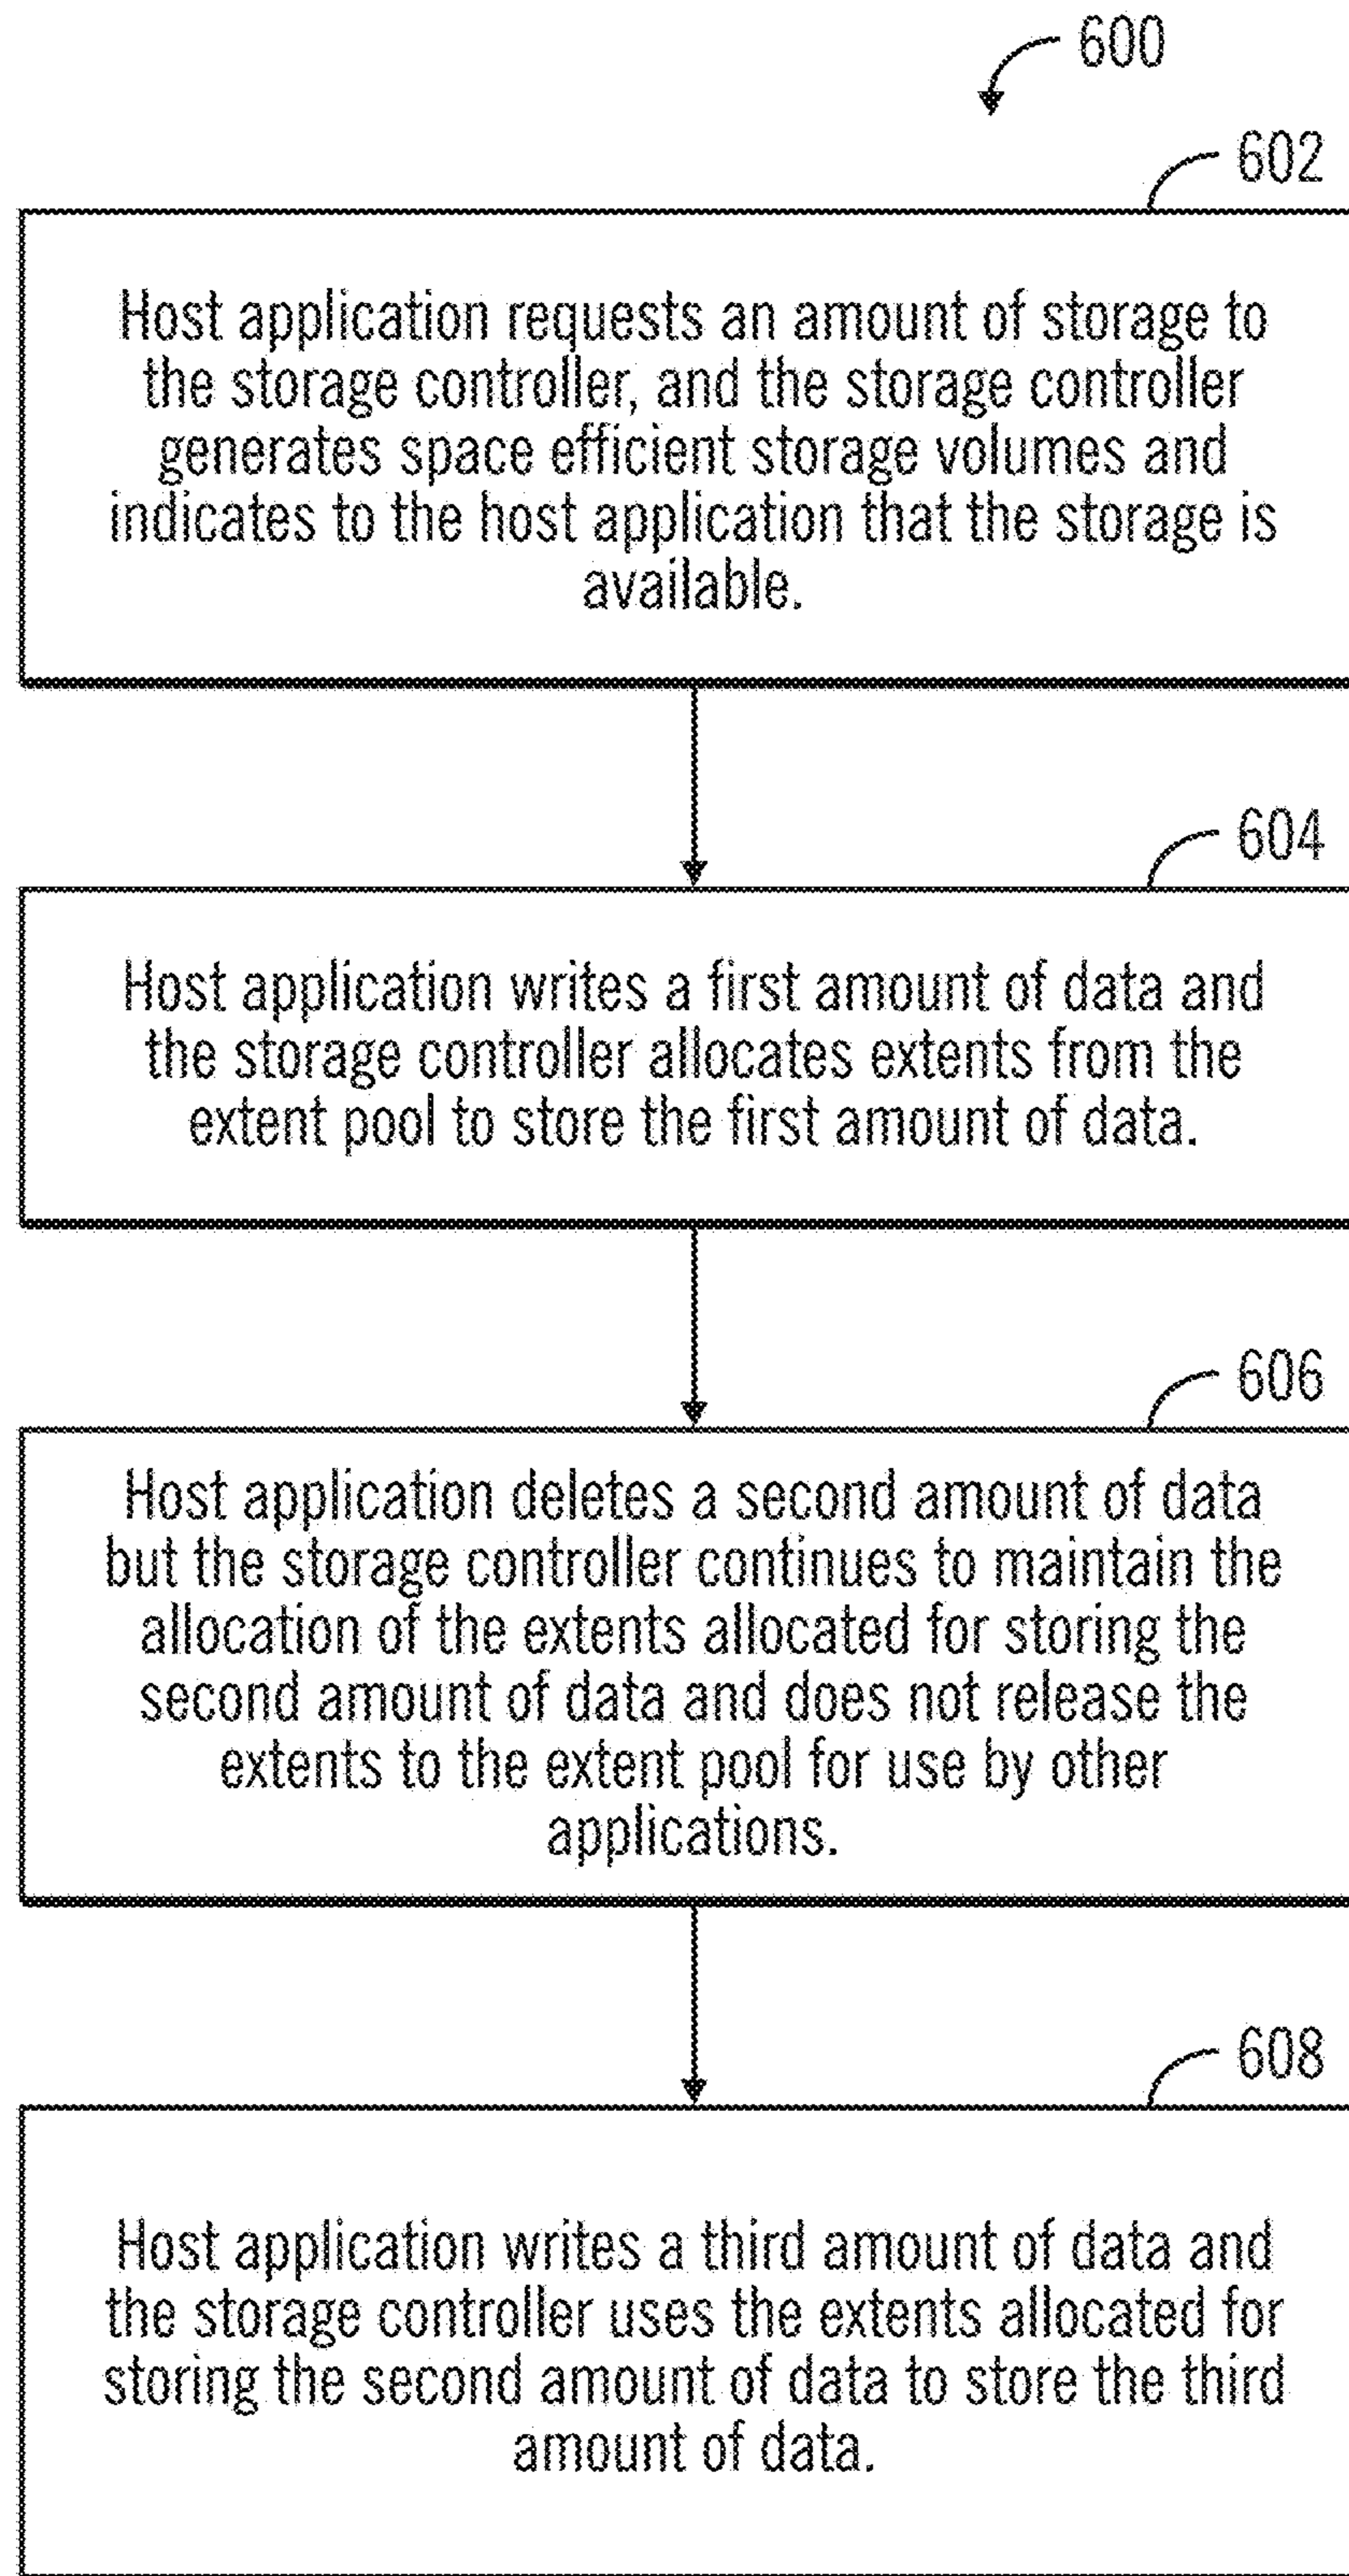 600
602
Host application requests an amount of storage to
the storage controller, and the storage controller
generates space efficient storage volumes and
indicates to the host application that the storage is
available.
604
Host application writes a first amount of data and
the storage controller allocates extents from the
extent pool to store the first amount of data.
606
Host application deletes a second amount of data
but the storage controller continues to maintain the
allocation of the extents allocated for storing the
second amount of data and does not release the
extents to the extent pool for use by other
applications.
608
Host application writes a third amount of data and
the storage controller uses the extents allocated for
storing the second amount of data to store the third
amount of data.